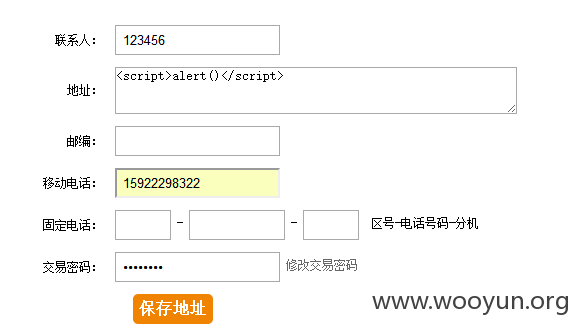 联系人： 123456
地址： <script>alert()</script>
邮编：
移动电话： 15922298322
固定电话： - - 区号-电话号码-分机
交易密码： •••••••• 修改交易密码
保存地址
www.wooyun.org